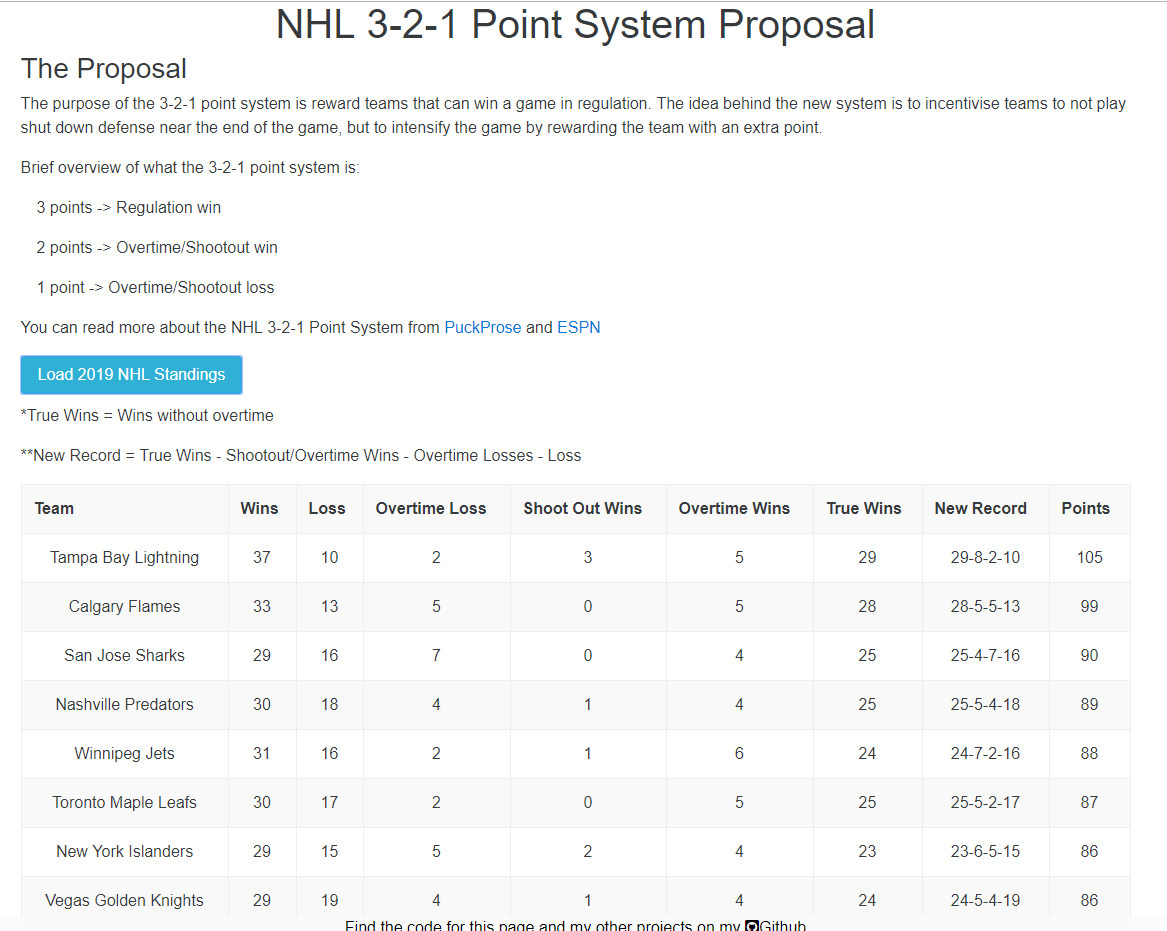 NHL 3-2-1 Point System Proposal
The Proposal
The purpose of the 3-2-1 point system is reward teams that can win a game in regulation. The idea behind the new system is to incentivise teams to not play
shut down defense near the end of the game, but to intensify the game by rewarding the team with an extra point.
Brief overview of what the 3-2-1 point system is:
3 points -> Regulation win
2 points -> Overtime/Shootout win
1 point -> Overtime/Shootout loss
You can read more about the NHL 3-2-1 Point System from PuckProse and ESPN
Load 2019 NHL Standings
*True Wins = Wins without overtime
**New Record = True Wins - Shootout/Overtime Wins - Overtime Losses - Loss
Team Wins Loss Overtime Loss Shoot Out Wins Overtime Wins True Wins New Record Points
Tampa Bay Lightning 37 10 2 3 5 29 29-8-2-10 105
Calgary Flames 33 13 5 0 5 28 28-5-5-13 99
San Jose Sharks 29 16 7 0 4 25 25-4-7-16 90
Nashville Predators 30 18 4 1 4 25 25-5-4-18 89
Winnipeg Jets 31 16 2 1 6 24 24-7-2-16 88
Toronto Maple Leafs 30 17 2 0 5 25 25-5-2-17 87
New York Islanders 29 15 5 2 4 23 23-6-5-15 86
Vegas Golden Knights 29 19 4 1 4 24 24-5-4-19 86
Find the code for this page and my other projects on my Github